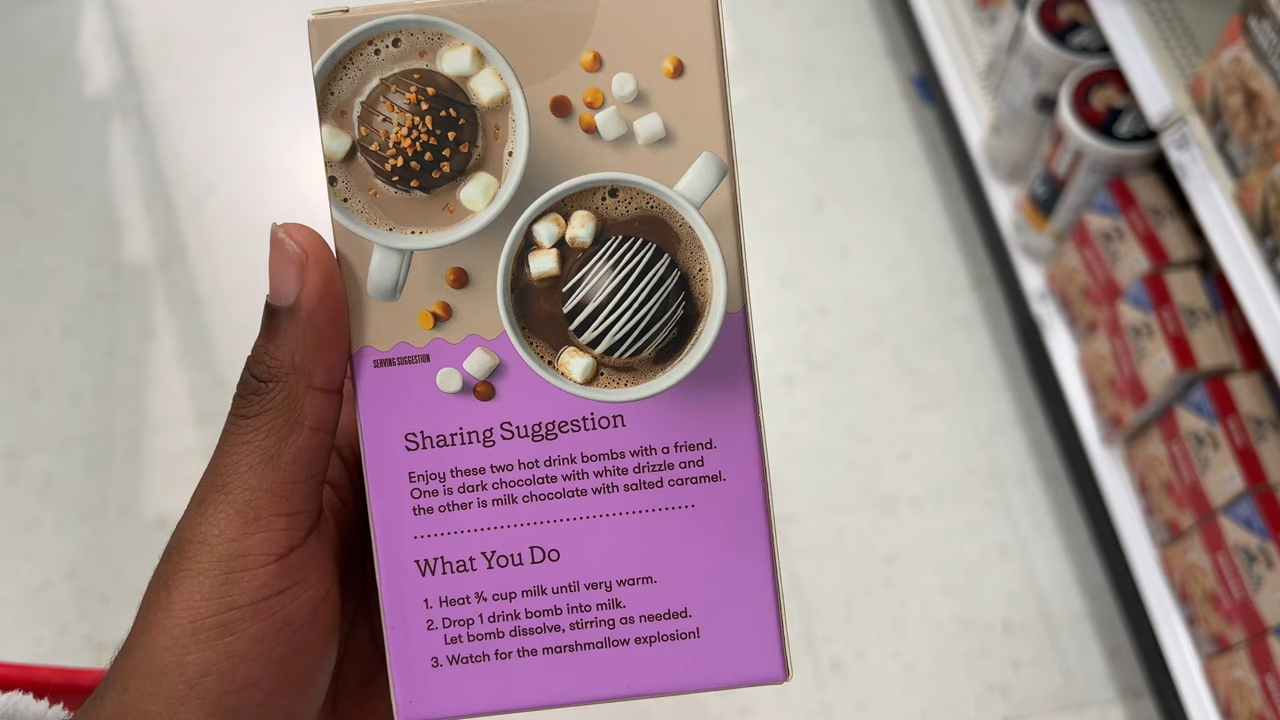 SERVING SUGGESTION
Sharing Suggestion
Enjoy these two hot drink bombs with a friend.
One is dark chocolate with white drizzle and
the other is milk chocolate with salted caramel.
What You Do
1. Heat ¾ cup milk until very warm.
2. Drop 1 drink bomb into milk.
Let bomb dissolve, stirring as needed.
3. Watch for the marshmallow explosion!